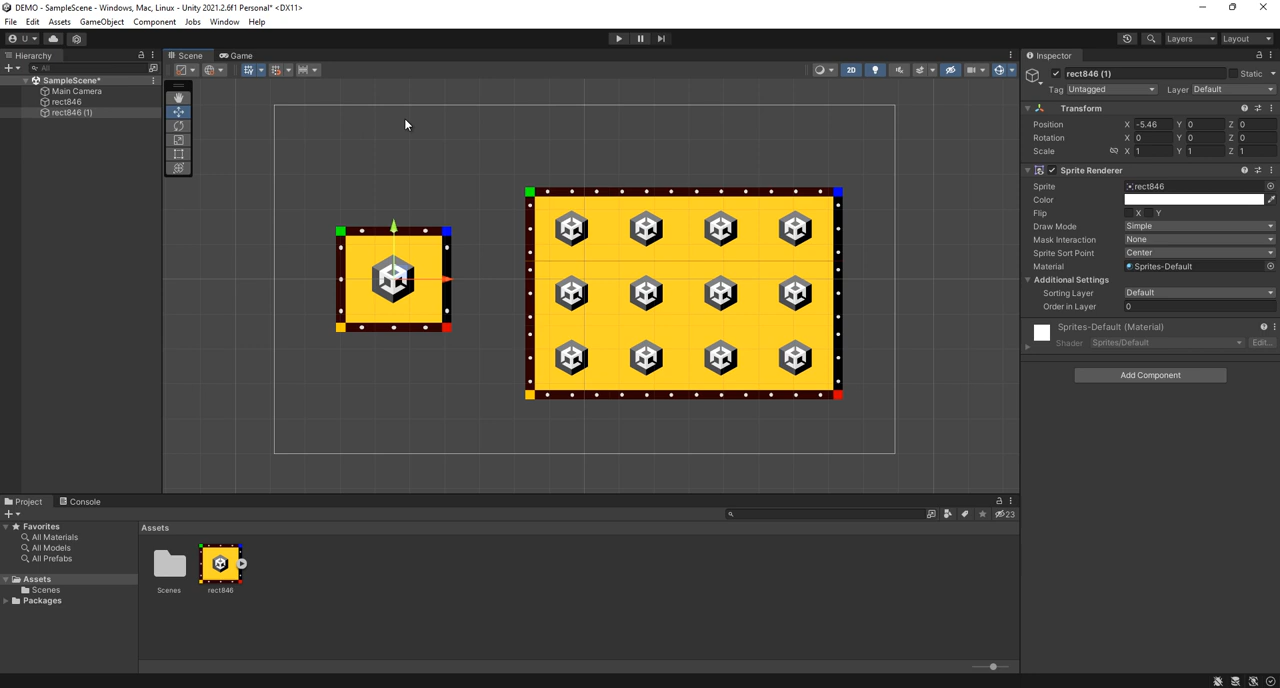 DEMO - SampleScene - Windows, Mac, Linux - Unity 2021.2.6f1 Personal* <DX11>
File Edit Assets GameObject Component Jobs Window Help
U Layers Layout
Hierarchy
All
SampleScene*
Main Camera
rect846
rect846 (1)
Scene Game
2D
Inspector
rect846 (1) Static
Tag Untagged Layer Default
Transform
Position X -5.46 Y 0 Z 0
Rotation X 0 Y 0 Z 0
Scale X 1 Y 1 Z 1
Sprite Renderer
Sprite rect846
Color
Flip X Y
Draw Mode Simple
Mask Interaction None
Sprite Sort Point Center
Material Sprites-Default
Additional Settings
Sorting Layer Default
Order in Layer 0
Sprites-Default (Material)
Shader Sprites/Default Edit...
Add Component
Project Console
23
Favorites
All Materials
All Models
All Prefabs
Assets
Scenes
Packages
Assets
Scenes rect846